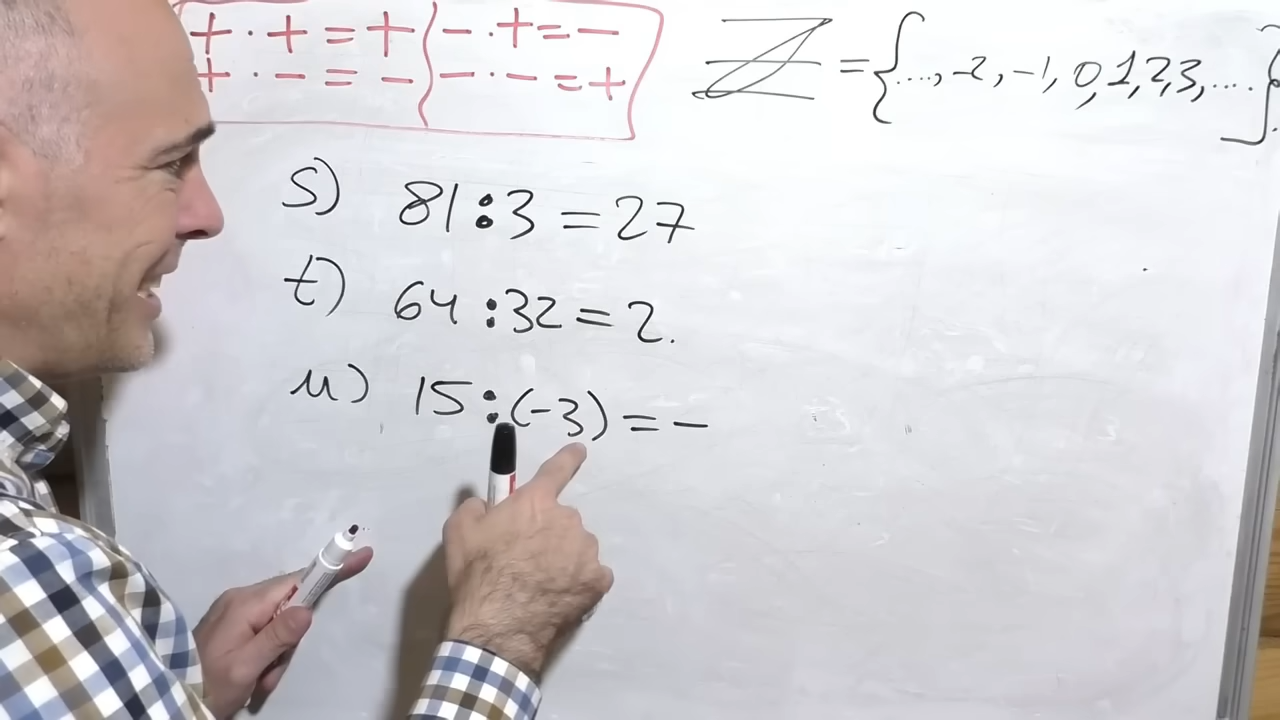 + · + = + - · + = -
+ · - = - - · - = +
ℤ = {..., -2, -1, 0, 1, 2, 3, ....}
s) 81 : 3 = 27
t) 64 : 32 = 2.
u) 15 : (-3) = -